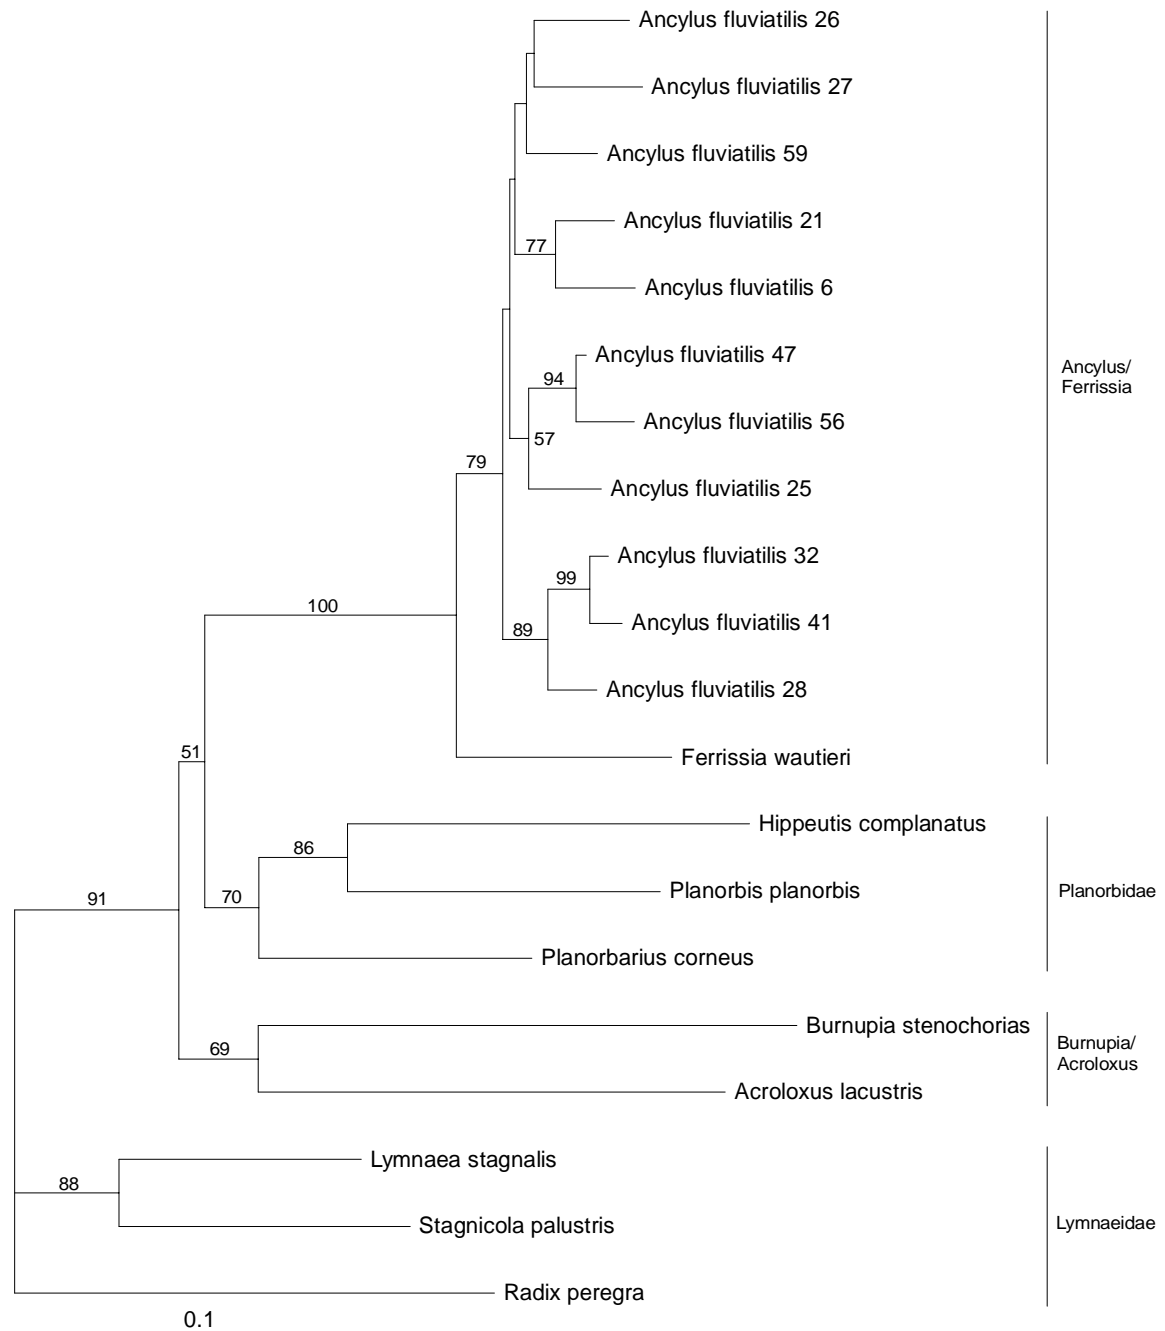 Ancylus fluviatilis 26
Ancylus fluviatilis 27
Ancylus fluviatilis 59
Ancylus fluviatilis 21
77
Ancylus fluviatilis 6
Ancylus fluviatilis 47
Ancylus/
Ferrissia
94
Ancylus fluviatilis 56
57
79
Ancylus fluviatilis 25
Ancylus fluviatilis 32
99
100
Ancylus fluviatilis 41
89
Ancylus fluviatilis 28
51
Ferrissia wautieri
Hippeutis complanatus
86
Planorbis planorbis
Planorbidae
70
91
Planorbarius corneus
Burnupia stenochorias
Burnupia/
Acroloxus
69
Acroloxus lacustris
Lymnaea stagnalis
88
Stagnicola palustris
Lymnaeidae
Radix peregra
0.1